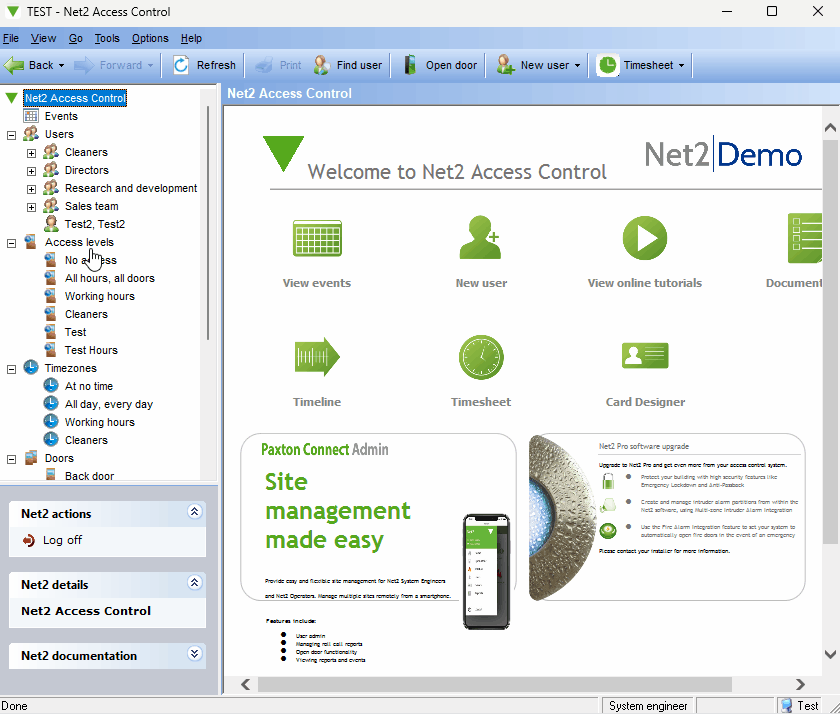 TEST - Net2 Access Control
File View Go Tools Options Help
Back Forward Refresh Print Find user Open door New user Timesheet
Net2 Access Control
Events
Users
Cleaners
Directors
Research and development
Sales team
Test2, Test2
Access levels
All hours, all doors
Working hours
Cleaners
Test
Test Hours
Timezones
At no time
All day, every day
Working hours
Cleaners
Doors
Back door
Net2 actions
Log off
Net2 details
Net2 Access Control
Net2 documentation
Net2 Access Control
Welcome to Net2 Access Control
Net2 Demo
View events
New user
View online tutorials
Timeline
Timesheet
Card Designer
Paxton Connect Admin
Site
management
made easy
Provide easy and flexible site management for Net2 System Engineers
and Net2 Operators. Manage multiple sites remotely from a smartphone.
Features include:
User admin
Managing roll call reports
Open door functionality
Viewing reports and events
Net2 Pro software upgrade
Upgrade to Net2 Pro and get even more from your access control system.
Protect your building with high security features like
Emergency Lockdown and Anti-Passback
Create and manage intruder alarm partitions from within the
Net2 software, using Multi-zone Intruder Alarm Integration
Use the Fire Alarm Integration feature to set your system to
automatically open fire doors in the event of an emergency
Please contact your installer for more information.
Done
System engineer
Test